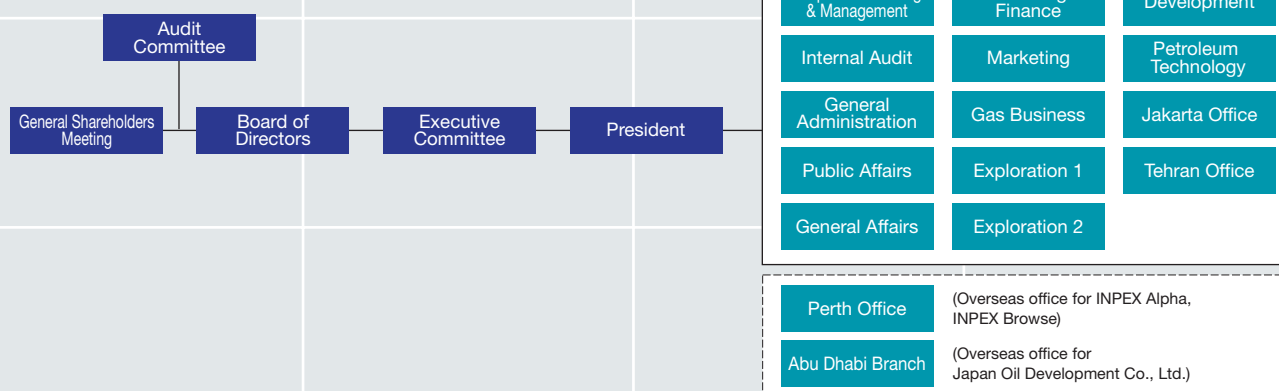 & Management
Finance
Development
Audit
Committee
Internal Audit
Marketing
Petroleum
Technology
General Shareholders
Meeting
Board of
Directors
Executive
Committee
President
General
Administration
Gas Business
Jakarta Office
Public Affairs
Exploration 1
Tehran Office
General Affairs
Exploration 2
Perth Office
(Overseas office for INPEX Alpha,
INPEX Browse)
Abu Dhabi Branch
(Overseas office for
Japan Oil Development Co., Ltd.)